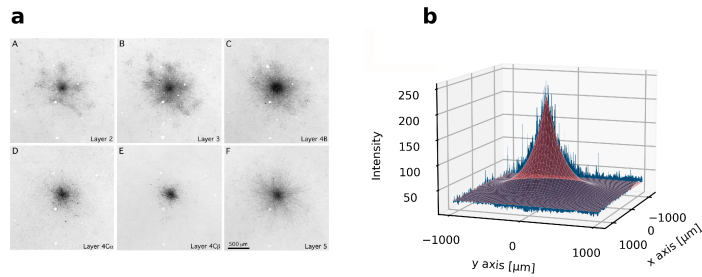 a
b
A
B
C
Layer 2
Layer 3
Layer 4B
D
E
F
Layer 4Cα
Layer 4Cβ
500 µm
Layer 5
Intensity
250
200
150
100
50
−1000
0
1000
y axis [µm]
−1000
0
1000
x axis [µm]